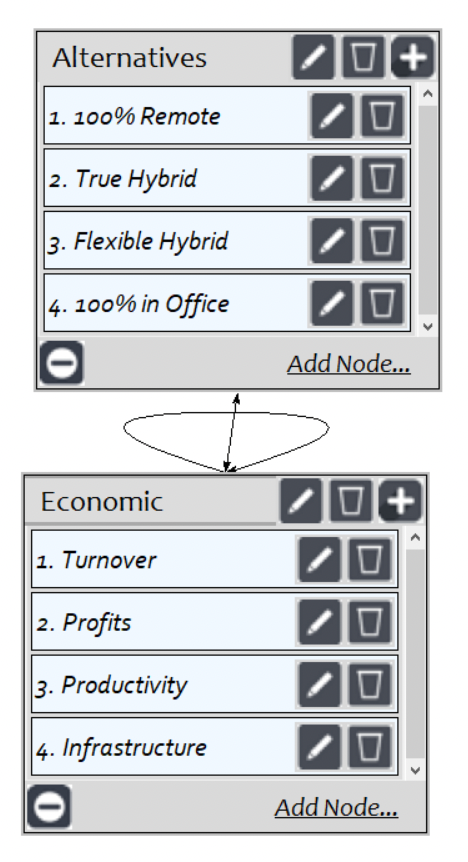 Alternatives
1. 100% Remote
2. True Hybrid
3. Flexible Hybrid
4. 100% in Office
Add Node...
Economic
1. Turnover
2. Profits
3. Productivity
4. Infrastructure
Add Node...